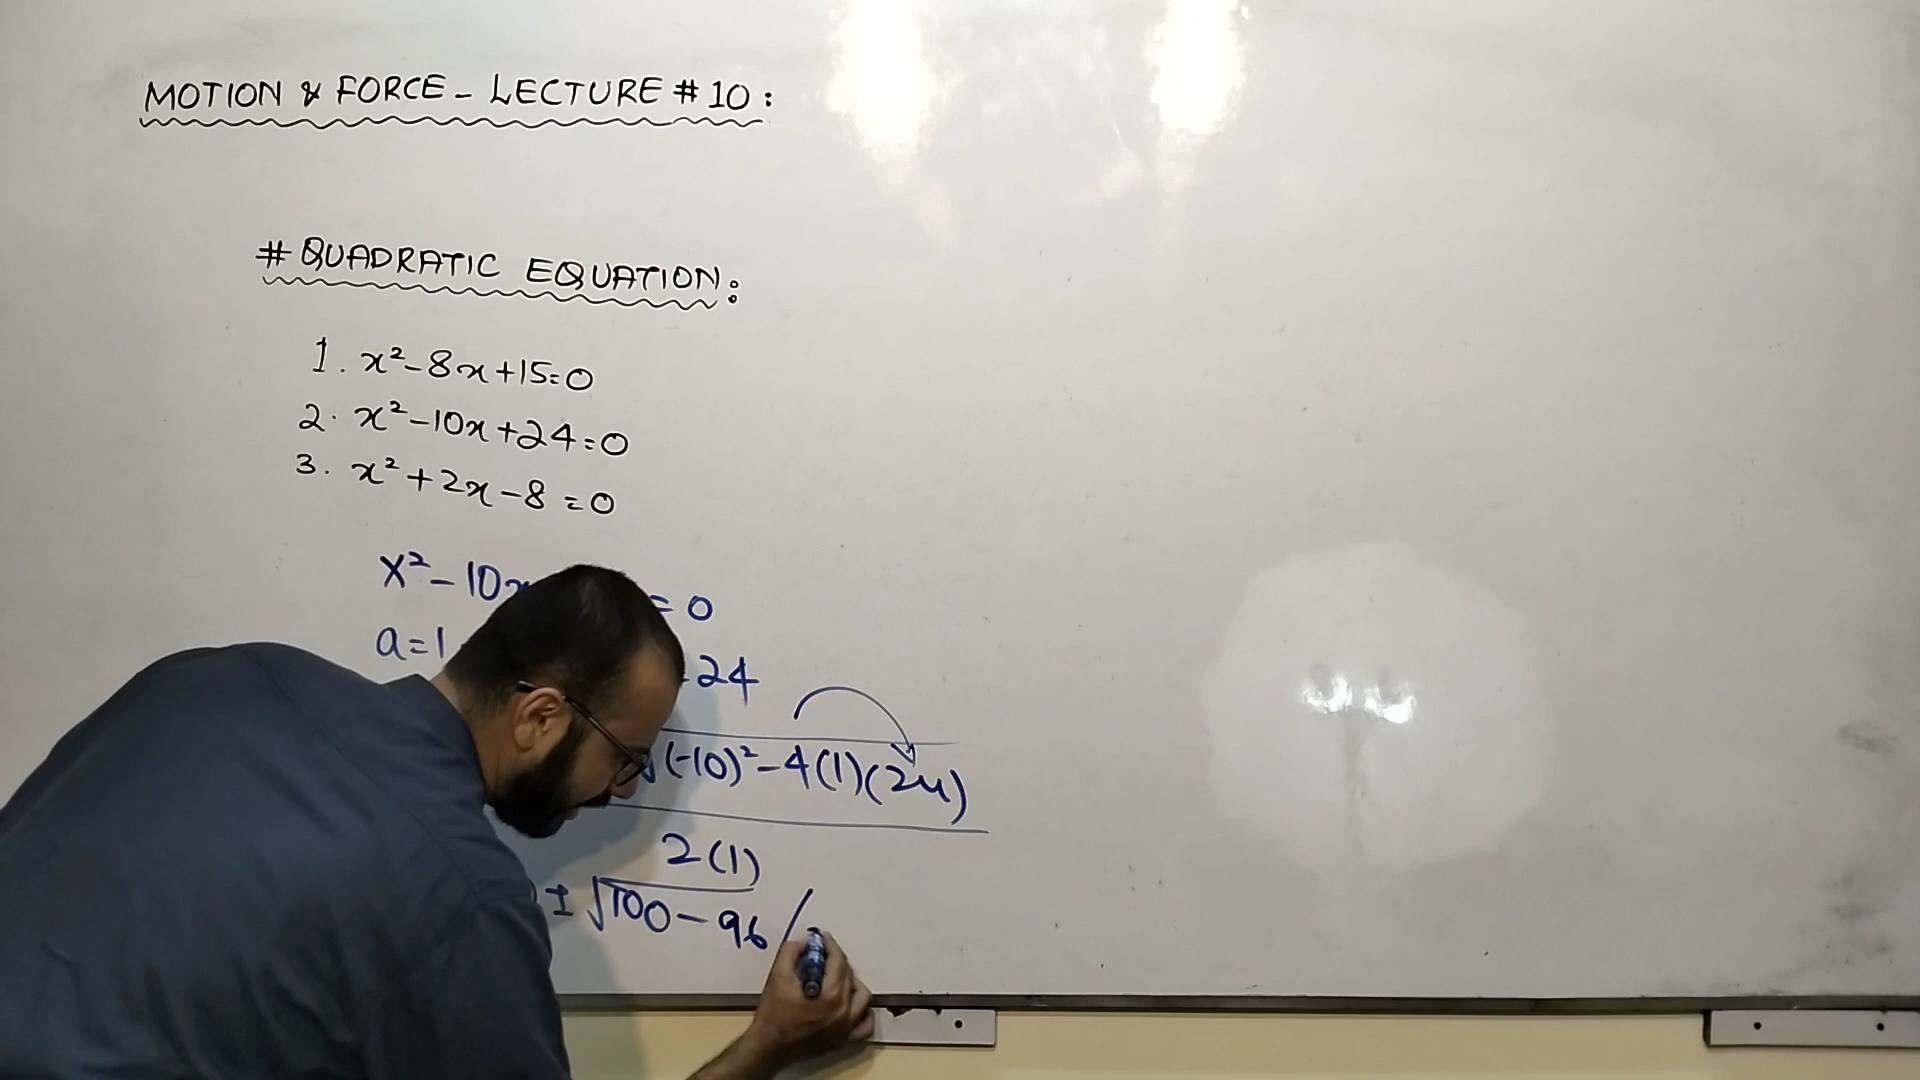 MOTION & FORCE - LECTURE # 10 :
# QUADRATIC EQUATION :
1. x² - 8x + 15 = 0
2. x² - 10x + 24 = 0
3. x² + 2x - 8 = 0
x² - 10x = 0
a = 1 24
√(-10)² - 4(1)(24)
2(1)
± √100 - 96 /